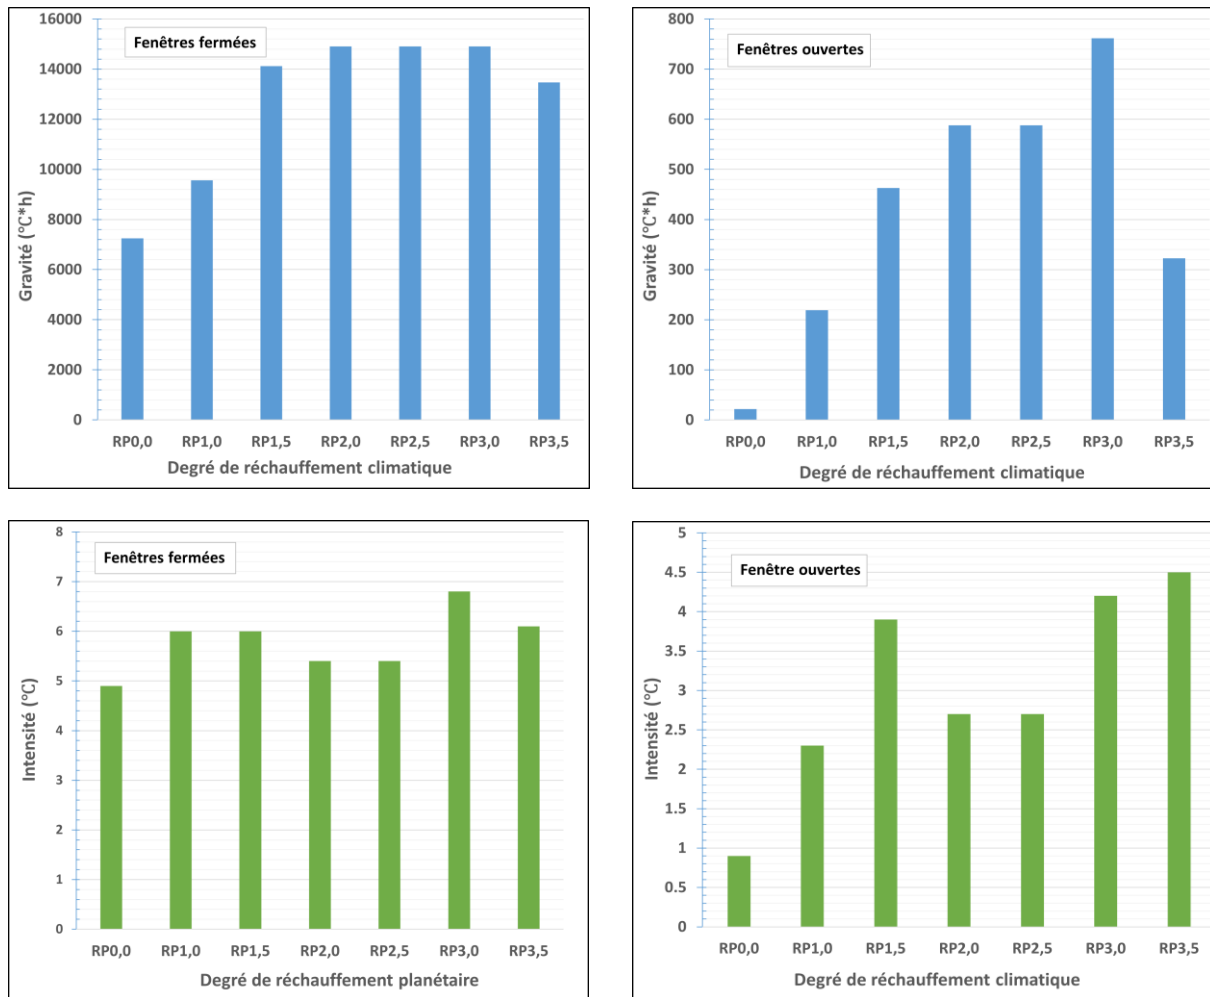 Fenêtres fermées
Gravité (°C*h)
16000
14000
12000
10000
8000
6000
4000
2000
0
RP0,0 RP1,0 RP1,5 RP2,0 RP2,5 RP3,0 RP3,5
Degré de réchauffement climatique
Fenêtres ouvertes
Gravité (°C*h)
800
700
600
500
400
300
200
100
0
RP0,0 RP1,0 RP1,5 RP2,0 RP2,5 RP3,0 RP3,5
Degré de réchauffement climatique
Fenêtres fermées
Intensité (°C)
8
7
6
5
4
3
2
1
0
RP0,0 RP1,0 RP1,5 RP2,0 RP2,5 RP3,0 RP3,5
Degré de réchauffement planétaire
Fenêtre ouvertes
Intensité (°C)
5
4.5
4
3.5
3
2.5
2
1.5
1
0.5
0
RP0,0 RP1,0 RP1,5 RP2,0 RP2,5 RP3,0 RP3,5
Degré de réchauffement climatique